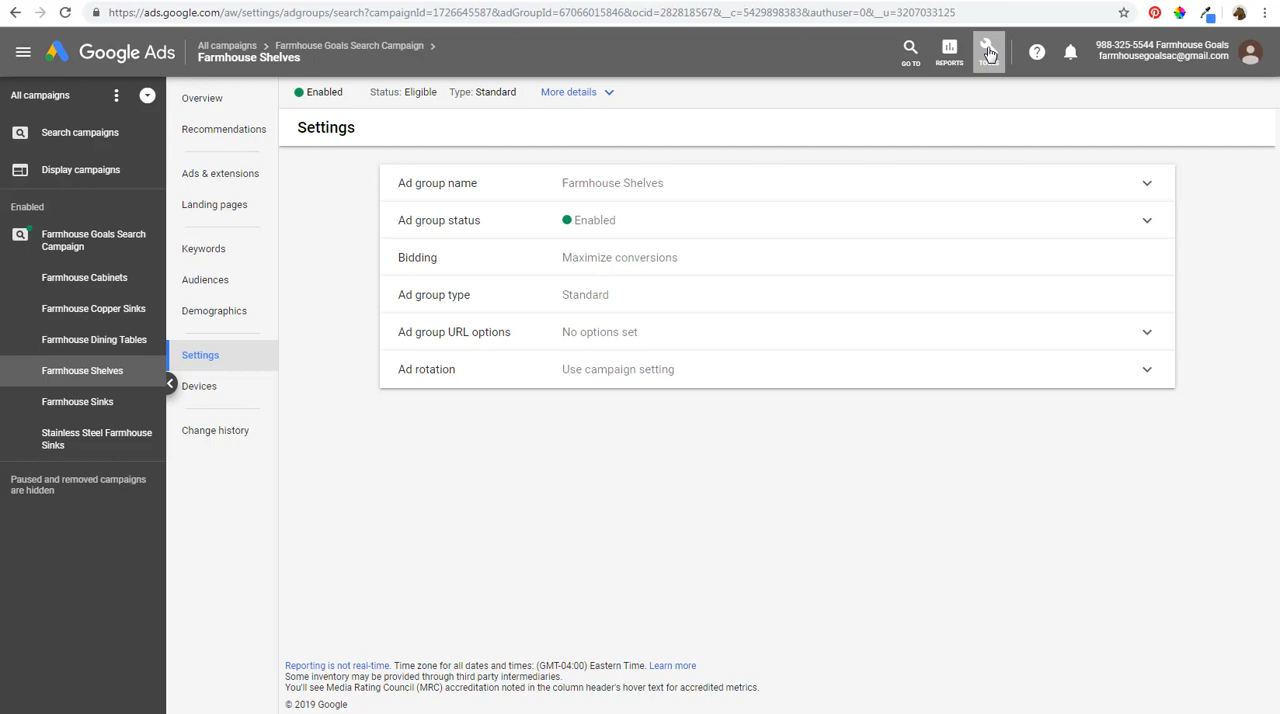 https://ads.google.com/aw/settings/adgroups/search?campaignId=1726645587&adGroupId=67066015846&ocid=282818567&__c=5429898383&authuser=0&__u=3207033125
Google Ads
All campaigns > Farmhouse Goals Search Campaign >
Farmhouse Shelves
GO TO
REPORTS
988-325-5544 Farmhouse Goals
farmhousegoalsac@gmail.com
All campaigns
Search campaigns
Display campaigns
Enabled
Farmhouse Goals Search
Campaign
Farmhouse Cabinets
Farmhouse Copper Sinks
Farmhouse Dining Tables
Farmhouse Shelves
Farmhouse Sinks
Stainless Steel Farmhouse
Sinks
Paused and removed campaigns
are hidden
Overview
Recommendations
Ads & extensions
Landing pages
Keywords
Audiences
Demographics
Settings
Devices
Change history
Enabled Status: Eligible Type: Standard More details
Settings
Ad group name Farmhouse Shelves
Ad group status Enabled
Bidding Maximize conversions
Ad group type Standard
Ad group URL options No options set
Ad rotation Use campaign setting
Reporting is not real-time. Time zone for all dates and times: (GMT-04:00) Eastern Time. Learn more
Some inventory may be provided through third party intermediaries.
You'll see Media Rating Council (MRC) accreditation noted in the column header's hover text for accredited metrics.
© 2019 Google